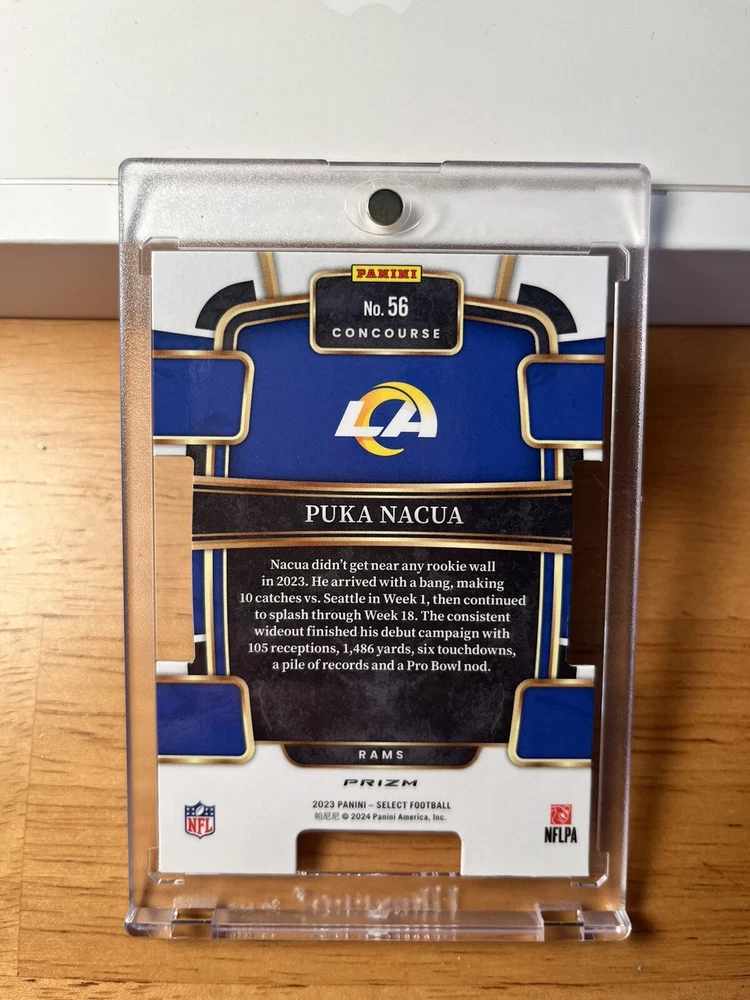 PANINI
No. 56
CONCOURSE
LA
PUKA NACUA
Nacua didn't get near any rookie wall
in 2023. He arrived with a bang, making
10 catches vs. Seattle in Week 1, then continued
to splash through Week 18. The consistent
wideout finished his debut campaign with
105 receptions, 1,486 yards, six touchdowns,
a pile of records and a Pro Bowl nod.
RAMS
PRIZM
2023 PANINI – SELECT FOOTBALL
帕尼尼 © 2024 Panini America, Inc.
NFL
NFLPA